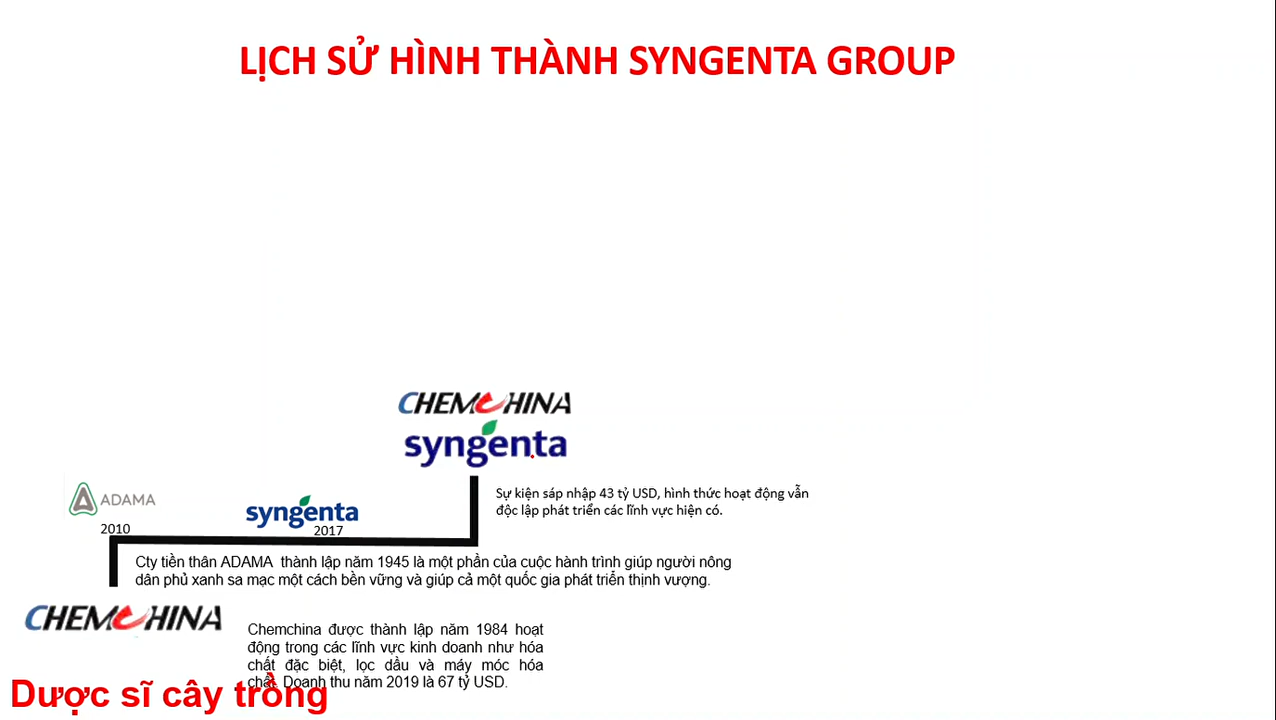 LỊCH SỬ HÌNH THÀNH SYNGENTA GROUP
CHEMCHINA
syngenta
ADAMA
2010
syngenta
2017
Sự kiện sáp nhập 43 tỷ USD, hình thức hoạt động vẫn
độc lập phát triển các lĩnh vực hiện có.
Cty tiền thân ADAMA thành lập năm 1945 là một phần của cuộc hành trình giúp người nông
dân phủ xanh sa mạc một cách bền vững và giúp cả một quốc gia phát triển thịnh vượng.
CHEMCHINA
Chemchina được thành lập năm 1984 hoạt
động trong các lĩnh vực kinh doanh như hóa
chất đặc biệt, lọc dầu và máy móc hóa
chất. Doanh thu năm 2019 là 67 tỷ USD.
Dược sĩ cây trồng